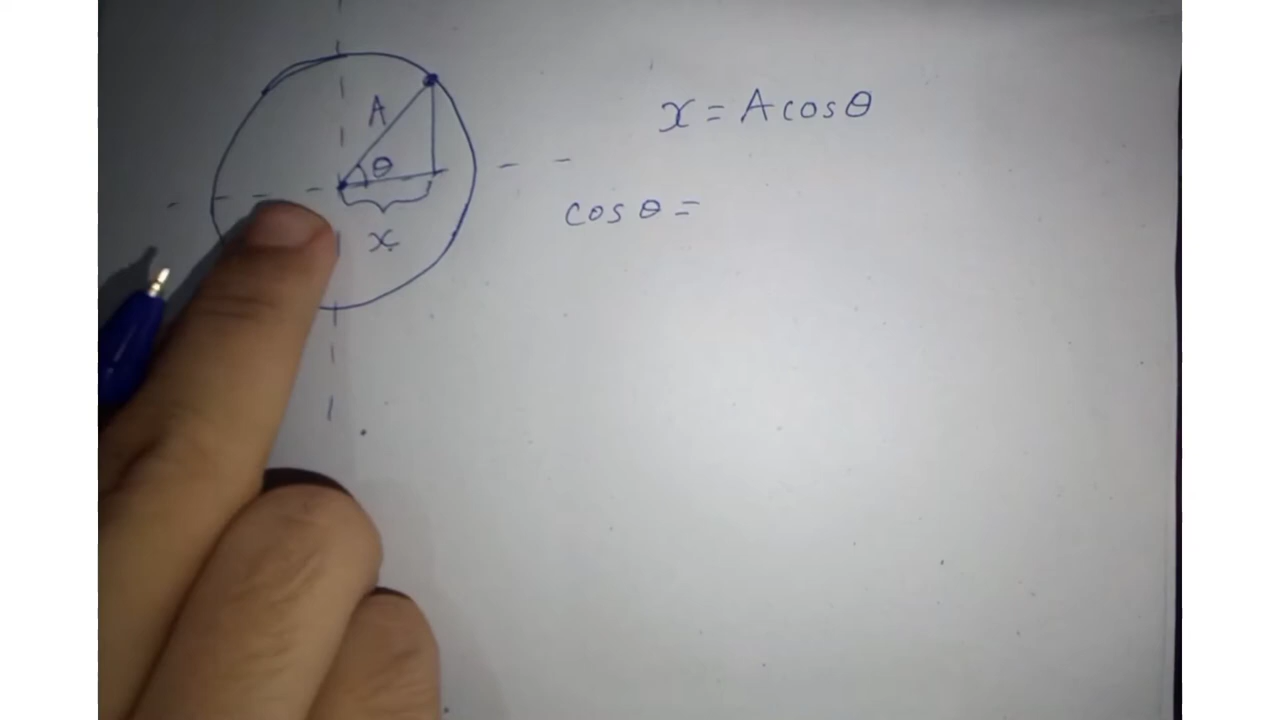 A
θ
x
x = A cos θ
cos θ =